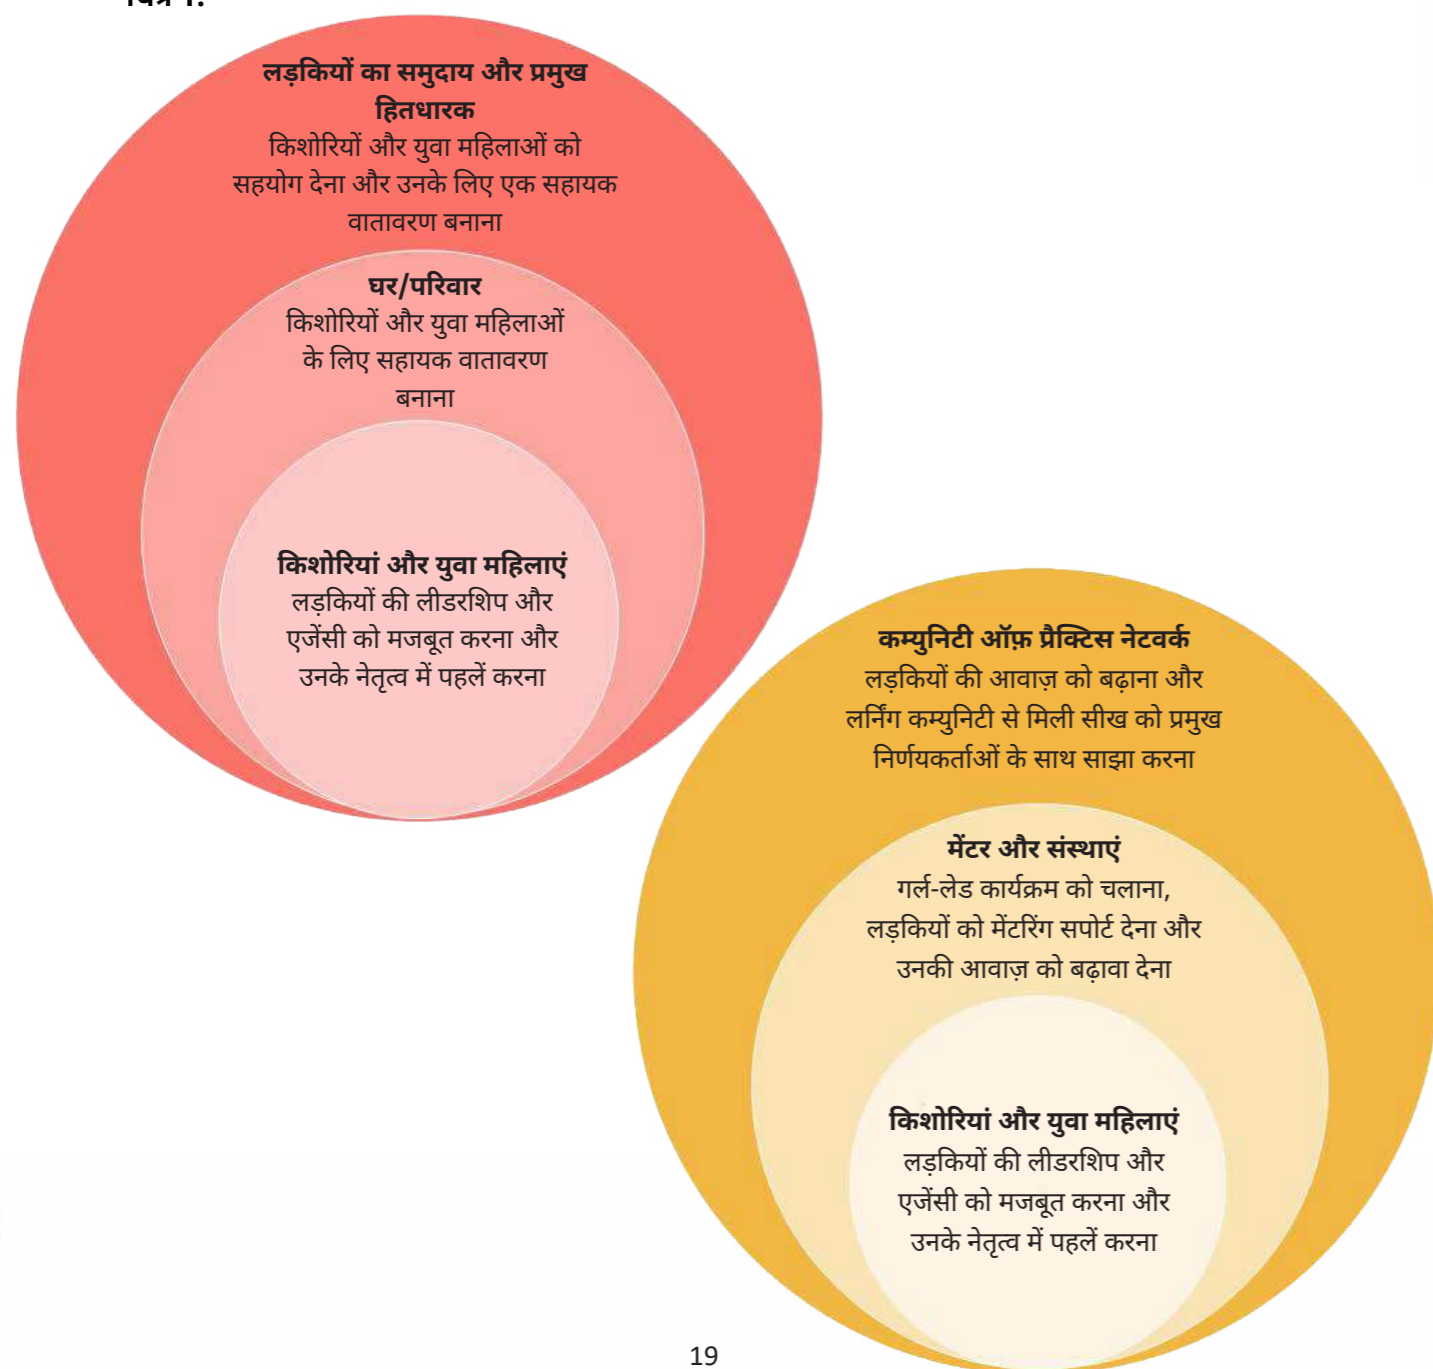 लड़कियों का समुदाय और प्रमुख
हितधारक
किशोरियों और युवा महिलाओं को
सहयोग देना और उनके लिए एक सहायक
वातावरण बनाना
घर/परिवार
किशोरियों और युवा महिलाओं
के लिए सहायक वातावरण
बनाना
किशोरियां और युवा महिलाएं
लड़कियों की लीडरशिप और
एजेंसी को मजबूत करना और
उनके नेतृत्व में पहलें करना
कम्युनिटी ऑफ़ प्रैक्टिस नेटवर्क
लड़कियों की आवाज़ को बढ़ाना और
लर्निंग कम्युनिटी से मिली सीख को प्रमुख
निर्णयकर्ताओं के साथ साझा करना
मेंटर और संस्थाएं
गर्ल-लेड कार्यक्रम को चलाना,
लड़कियों को मेंटरिंग सपोर्ट देना और
उनकी आवाज़ को बढ़ावा देना
किशोरियां और युवा महिलाएं
लड़कियों की लीडरशिप और
एजेंसी को मजबूत करना और
उनके नेतृत्व में पहलें करना
19